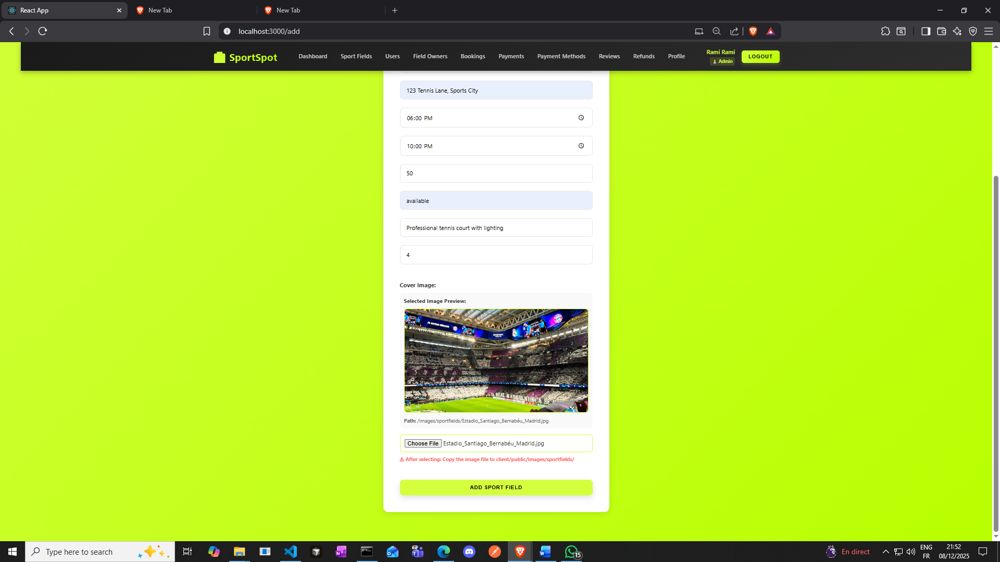 React App
New Tab
New Tab
localhost:3000/add
SportSpot
Dashboard
Sport Fields
Users
Field Owners
Bookings
Payments
Payment Methods
Reviews
Refunds
Profile
Rami Rami
Admin
LOGOUT
123 Tennis Lane, Sports City
06:00 PM
10:00 PM
50
available
Professional tennis court with lighting
4
Cover Image:
Selected Image Preview:
REAL MADRID NUNCA SE
Path: /images/sportfields/Estadio_Santiago_Bernabéu_Madrid.jpg
Choose File Estadio_Santiago_Bernabéu_Madrid.jpg
⚠ After selecting: Copy the image file to client/public/images/sportfields/
ADD SPORT FIELD
Type here to search
15
En direct
ENG
FR
21:52
08/12/2025